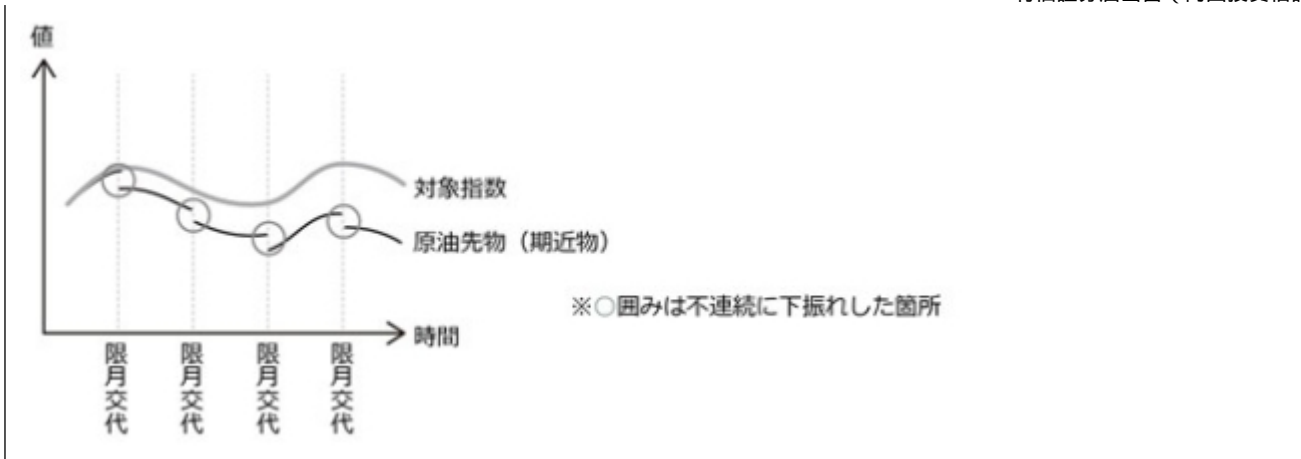 値
対象指数
原油先物（期近物）
※○囲みは不連続に下振れした箇所
時間
限月交代
限月交代
限月交代
限月交代